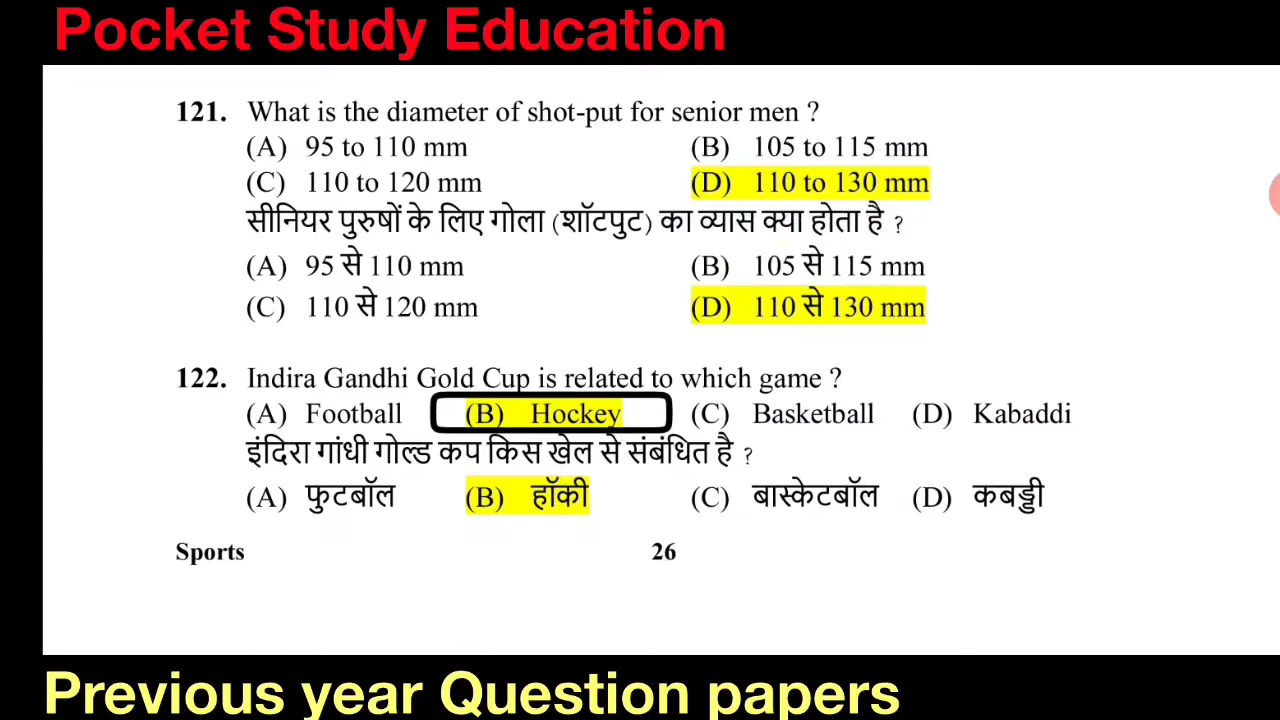 Pocket Study Education
121. What is the diameter of shot-put for senior men ?
(A) 95 to 110 mm (B) 105 to 115 mm
(C) 110 to 120 mm (D) 110 to 130 mm
सीनियर पुरुषों के लिए गोला (शॉटपुट) का व्यास क्या होता है ?
(A) 95 से 110 mm (B) 105 से 115 mm
(C) 110 से 120 mm (D) 110 से 130 mm
122. Indira Gandhi Gold Cup is related to which game ?
(A) Football (B) Hockey (C) Basketball (D) Kabaddi
इंदिरा गांधी गोल्ड कप किस खेल से संबंधित है ?
(A) फुटबॉल (B) हॉकी (C) बास्केटबॉल (D) कबड्डी
Sports 26
Previous year Question papers